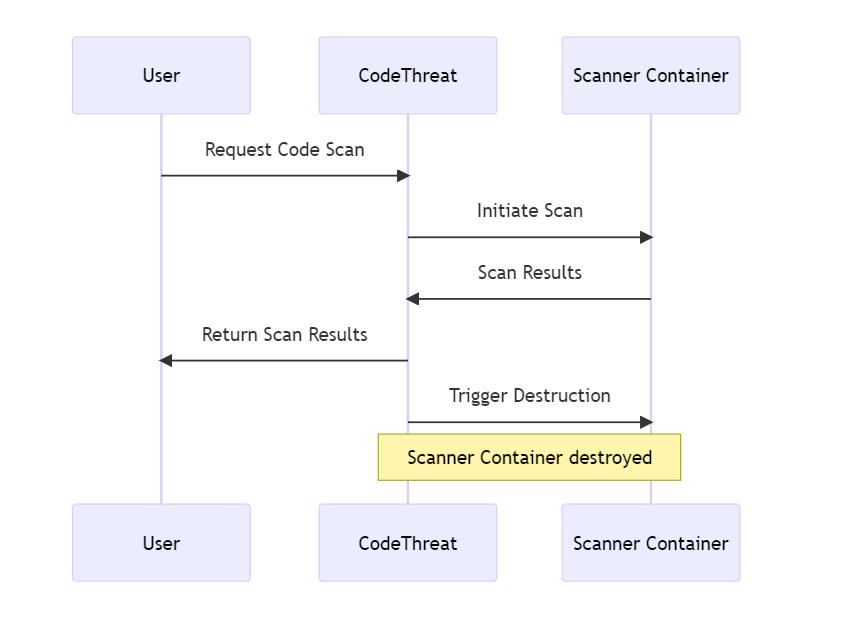 User
CodeThreat
Scanner Container
Request Code Scan
Initiate Scan
Scan Results
Return Scan Results
Trigger Destruction
Scanner Container destroyed
User
CodeThreat
Scanner Container